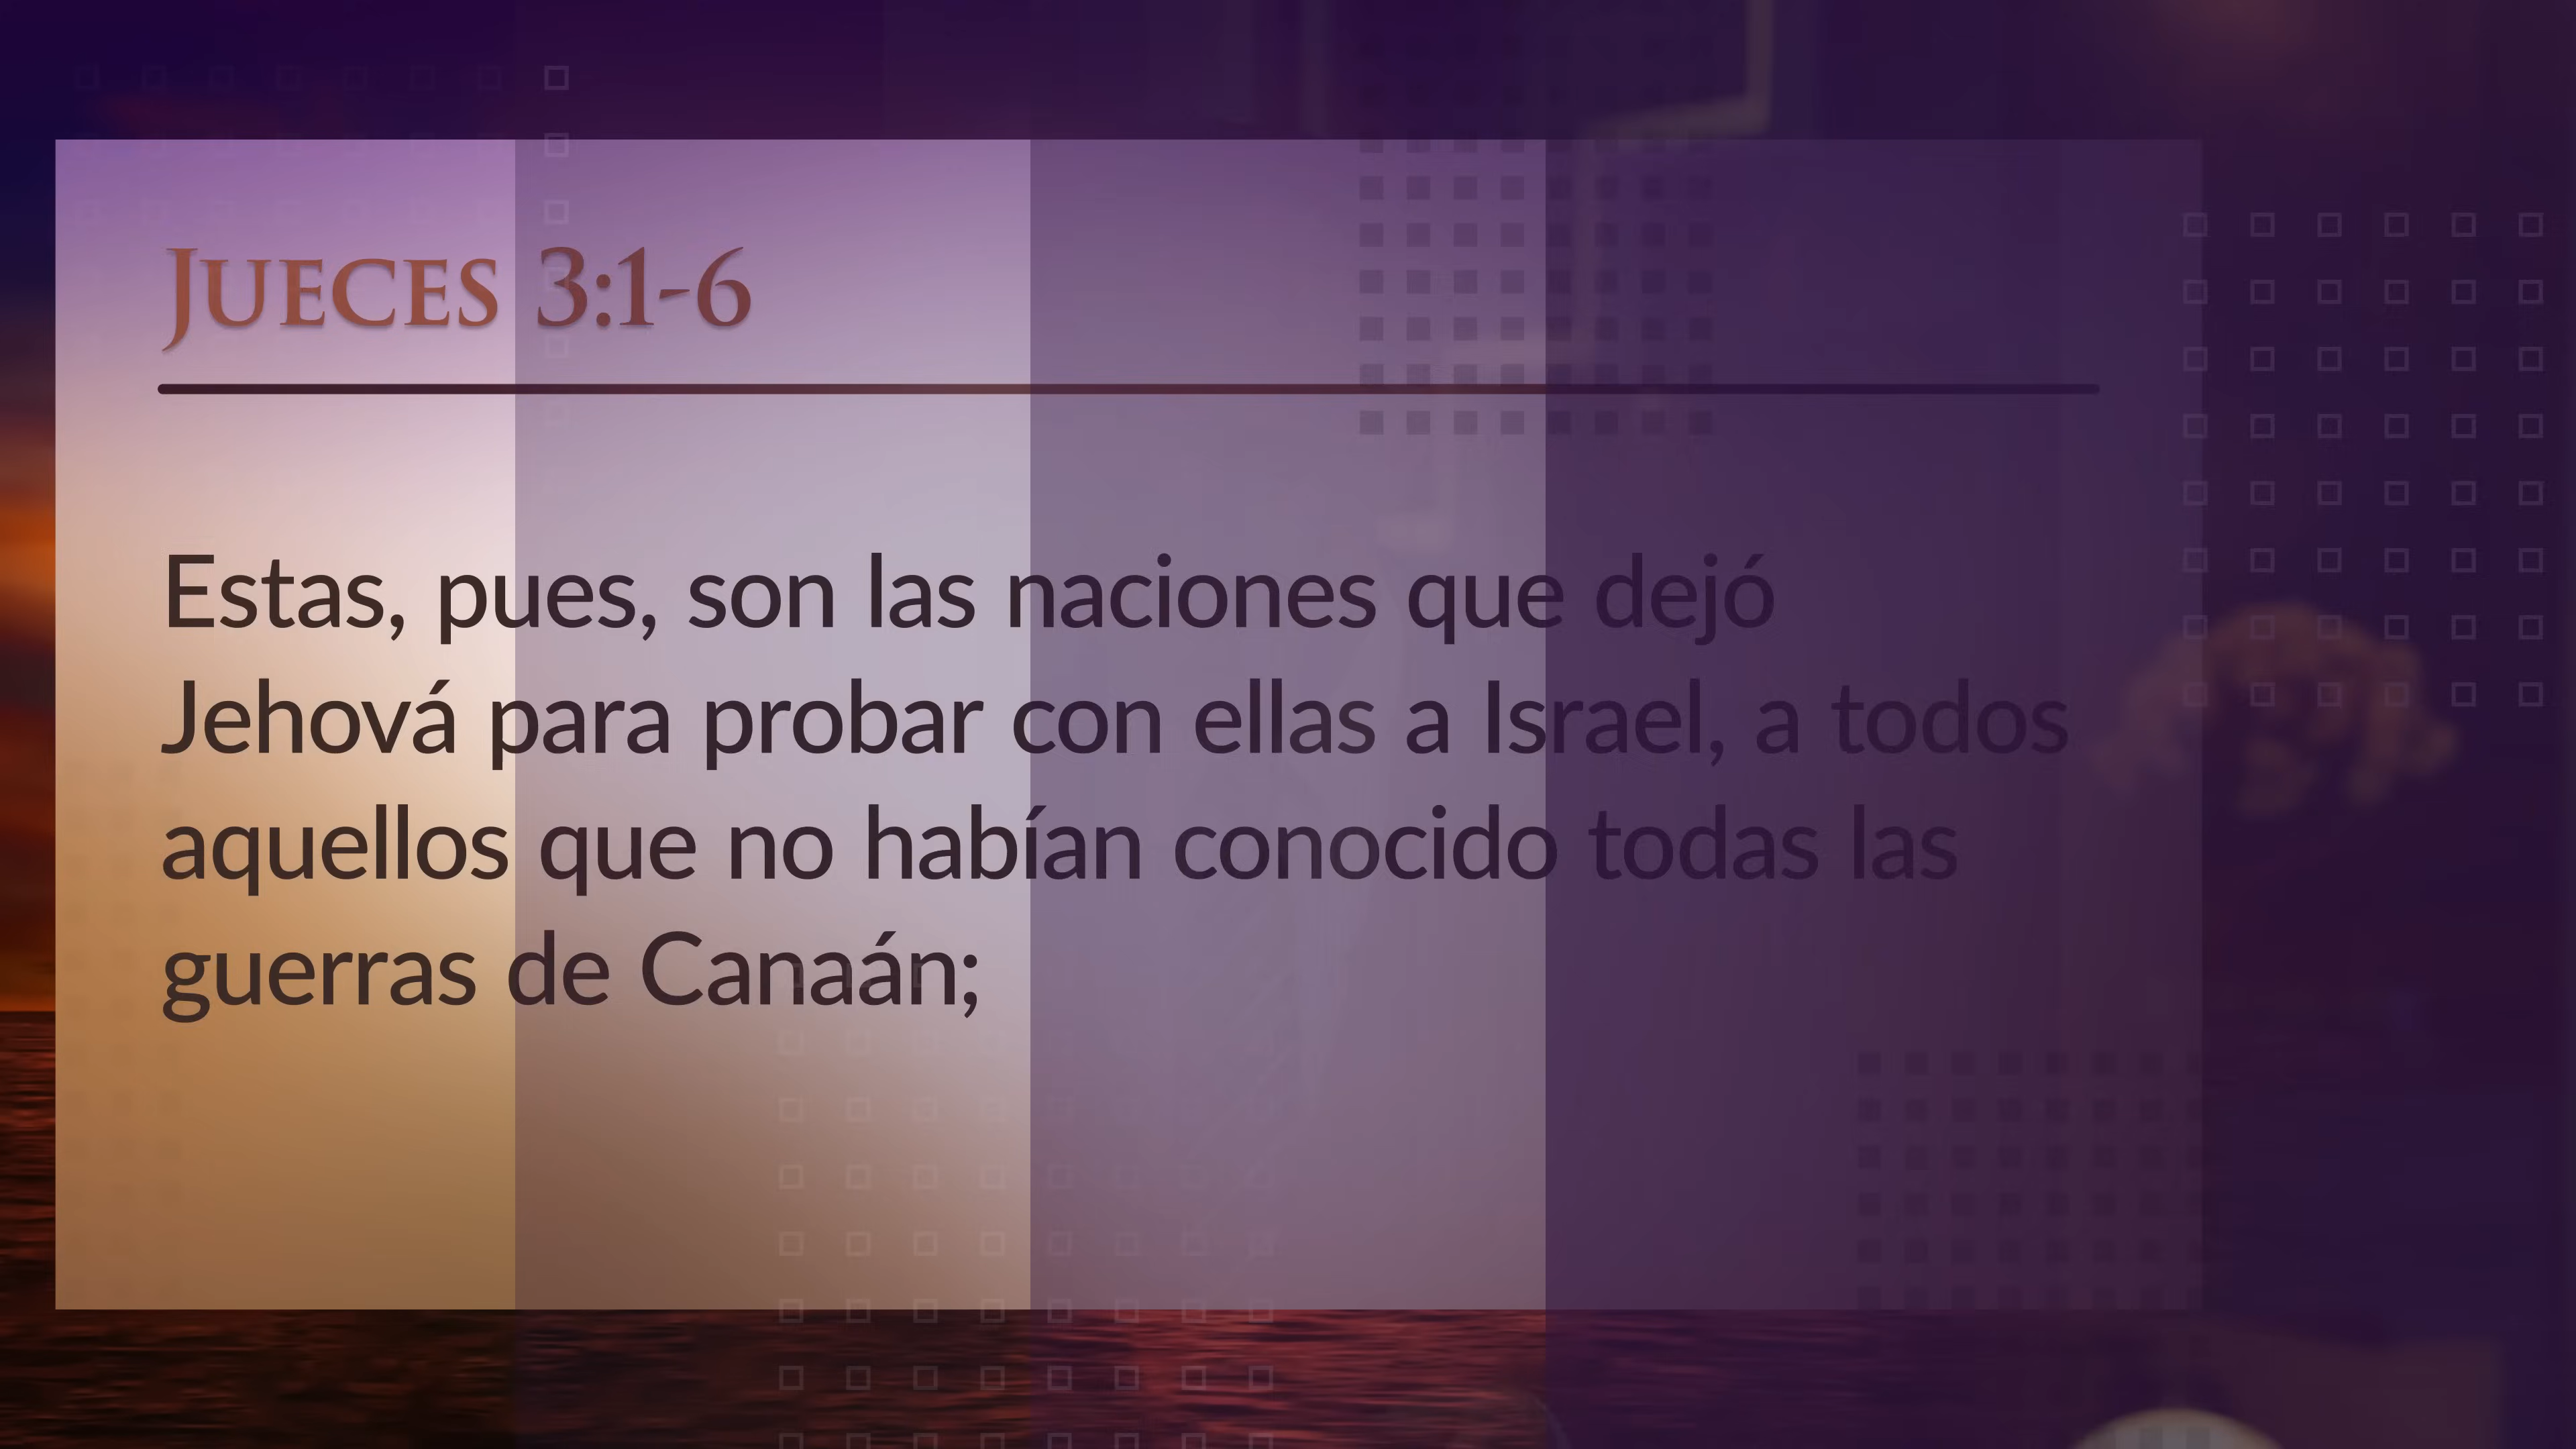 Jueces 3:1-6
Estas, pues, son las naciones que dejó
Jehová para probar con ellas a Israel, a todos
aquellos que no habían conocido todas las
guerras de Canaán;